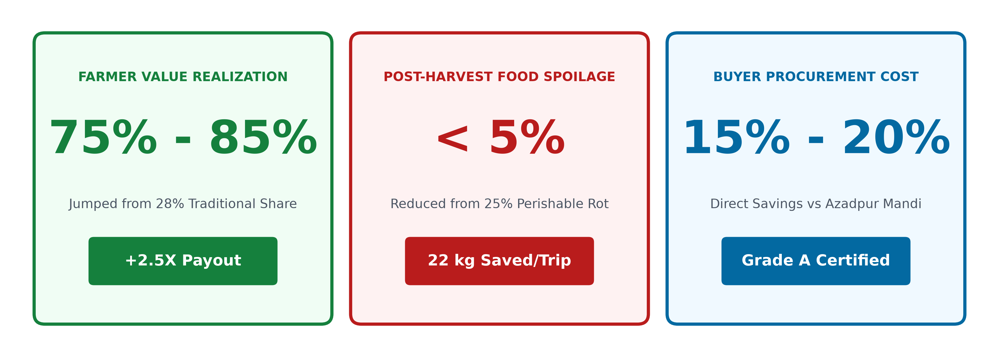 FARMER VALUE REALIZATION
75% - 85%
Jumped from 28% Traditional Share
+2.5X Payout
POST-HARVEST FOOD SPOILAGE
< 5%
Reduced from 25% Perishable Rot
22 kg Saved/Trip
BUYER PROCUREMENT COST
15% - 20%
Direct Savings vs Azadpur Mandi
Grade A Certified